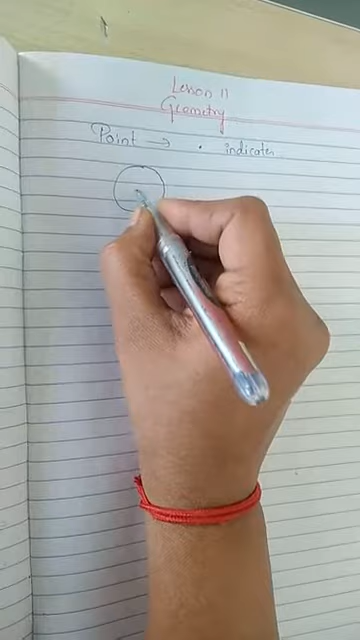 Lesson 11
Geometry
Point → . indicates